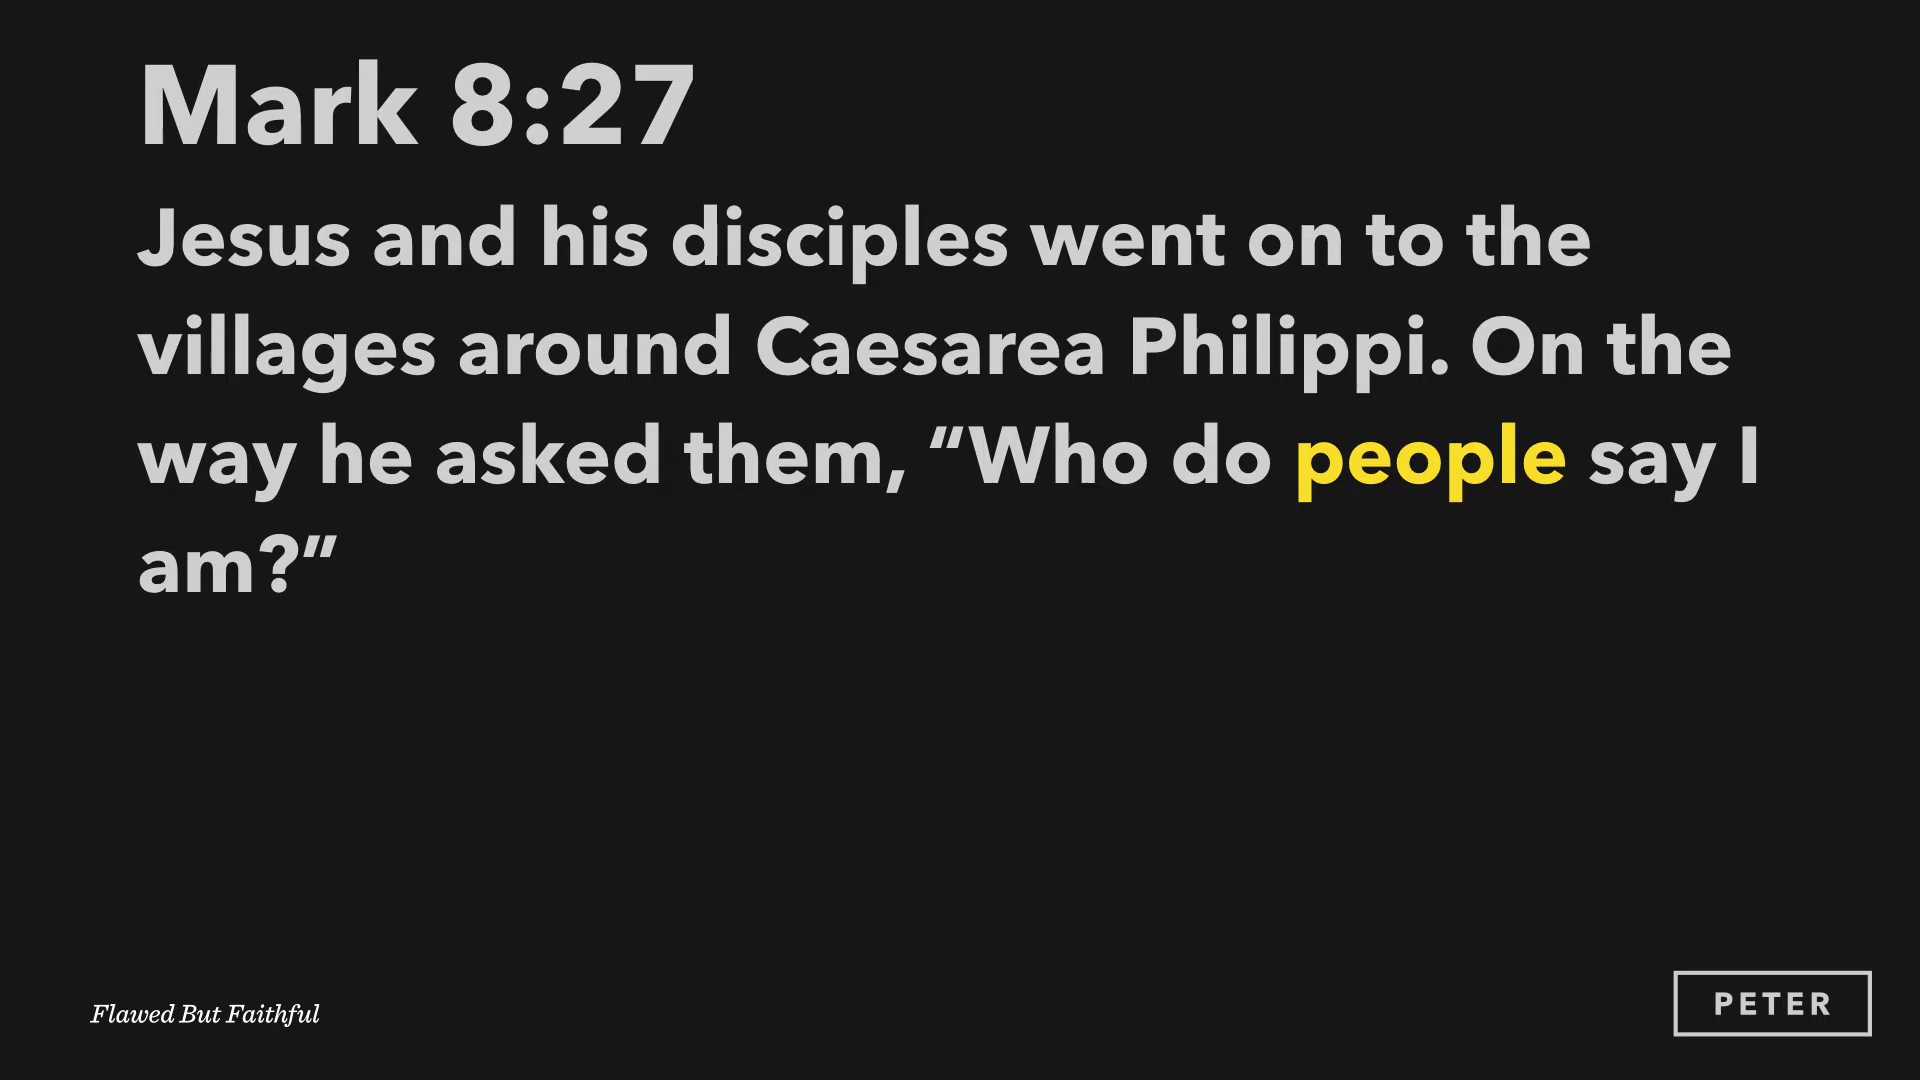 Mark 8:27
Jesus and his disciples went on to the
villages around Caesarea Philippi. On the
way he asked them, “Who do people say I
am?”
Flawed But Faithful
PETER